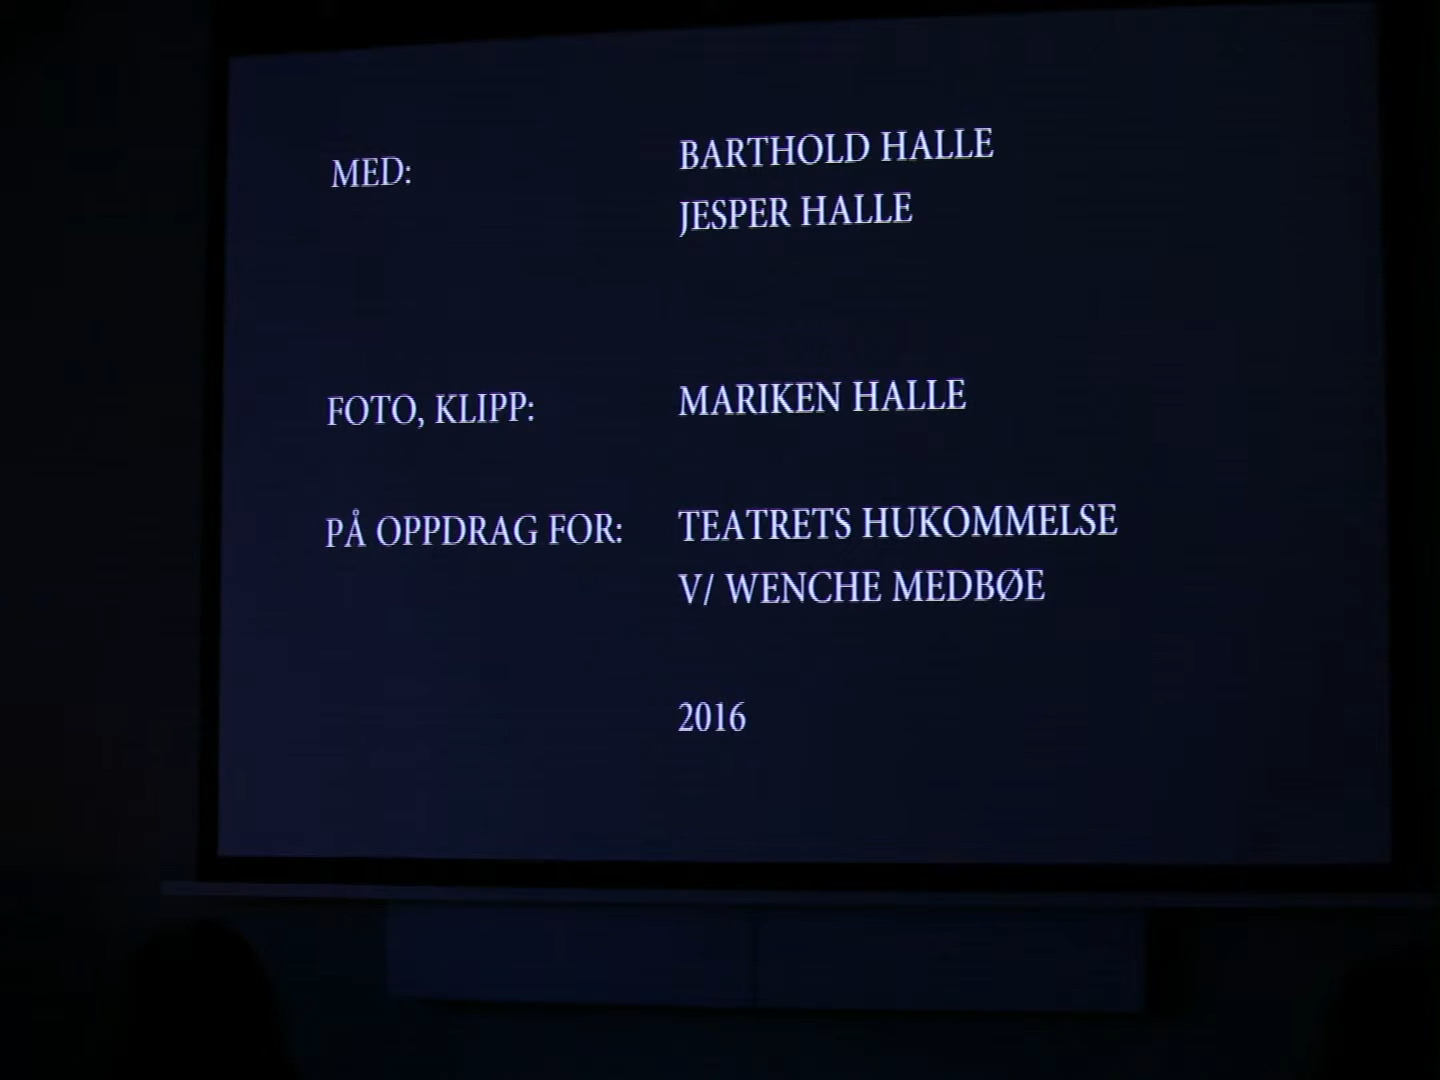 MED: BARTHOLD HALLE
JESPER HALLE
FOTO, KLIPP: MARIKEN HALLE
PÅ OPPDRAG FOR: TEATRETS HUKOMMELSE
V/ WENCHE MEDBØE
2016